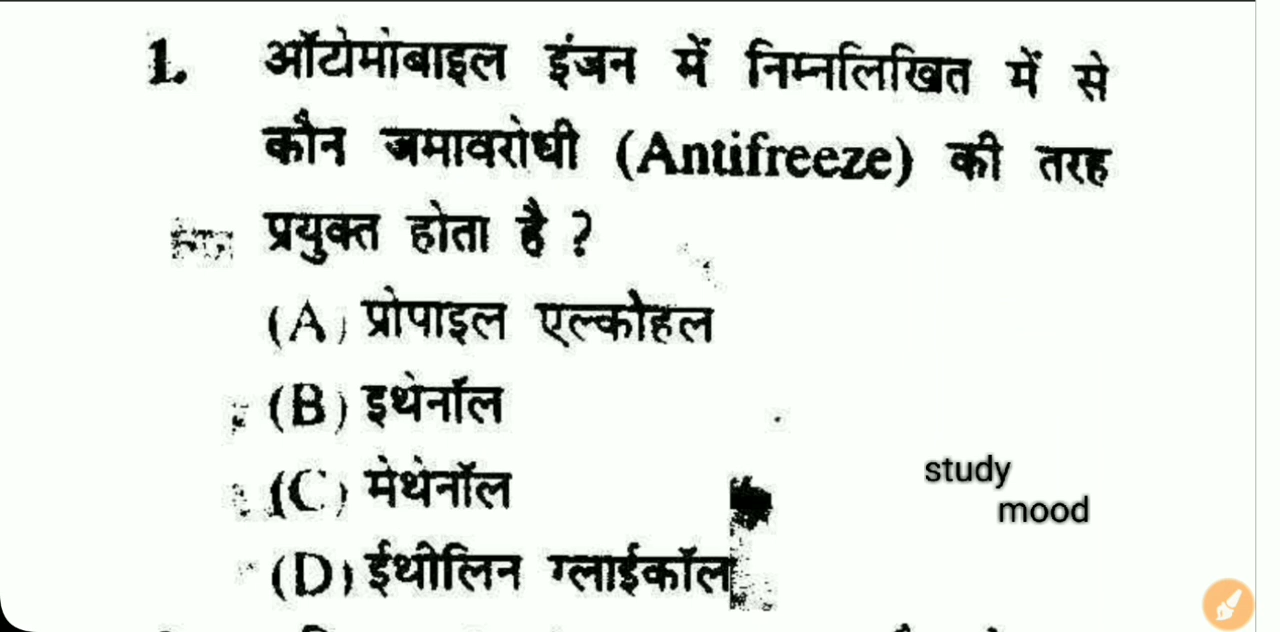 1. ऑटोमोबाइल इंजन में निम्नलिखित में से
कौन जमावरोधी (Antifreeze) की तरह
प्रयुक्त होता है ?
(A) प्रोपाइल एल्कोहल
(B) इथेनॉल
(C) मेथेनॉल
(D) ईथीलिन ग्लाईकॉल
study
mood